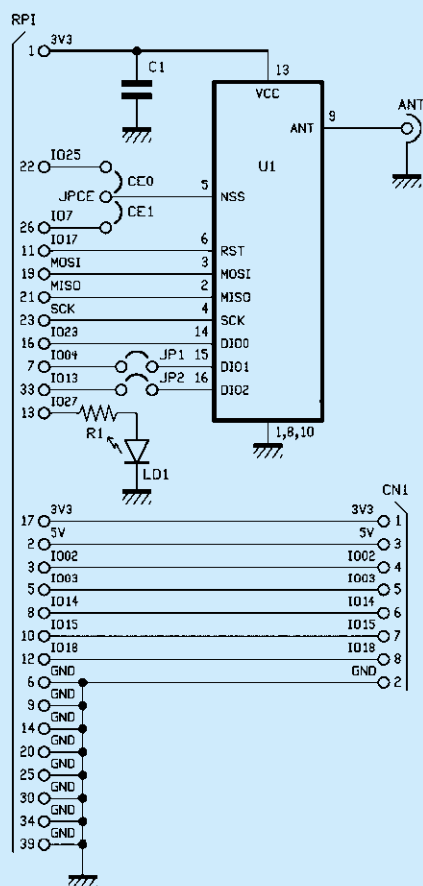 RPI
1 3V3
C1
13
VCC
9
ANT
ANT
U1
22 IO25
CE0
JPCE
5
NSS
CE1
26 IO7
11 IO17
6
RST
19 MOSI
3
MOSI
21 MISO
2
MISO
23 SCK
4
SCK
16 IO23
14
DIO0
7 IO04
JP1
15
DIO1
33 IO13
JP2
16
DIO2
13 IO27
R1
LD1
1,8,10
CN1
17 3V3 3V3 1
2 5V 5V 3
3 IO02 IO02 4
5 IO03 IO03 5
8 IO14 IO14 6
10 IO15 IO15 7
12 IO18 IO18 8
6 GND GND 2
9 GND
14 GND
20 GND
25 GND
30 GND
34 GND
39 GND